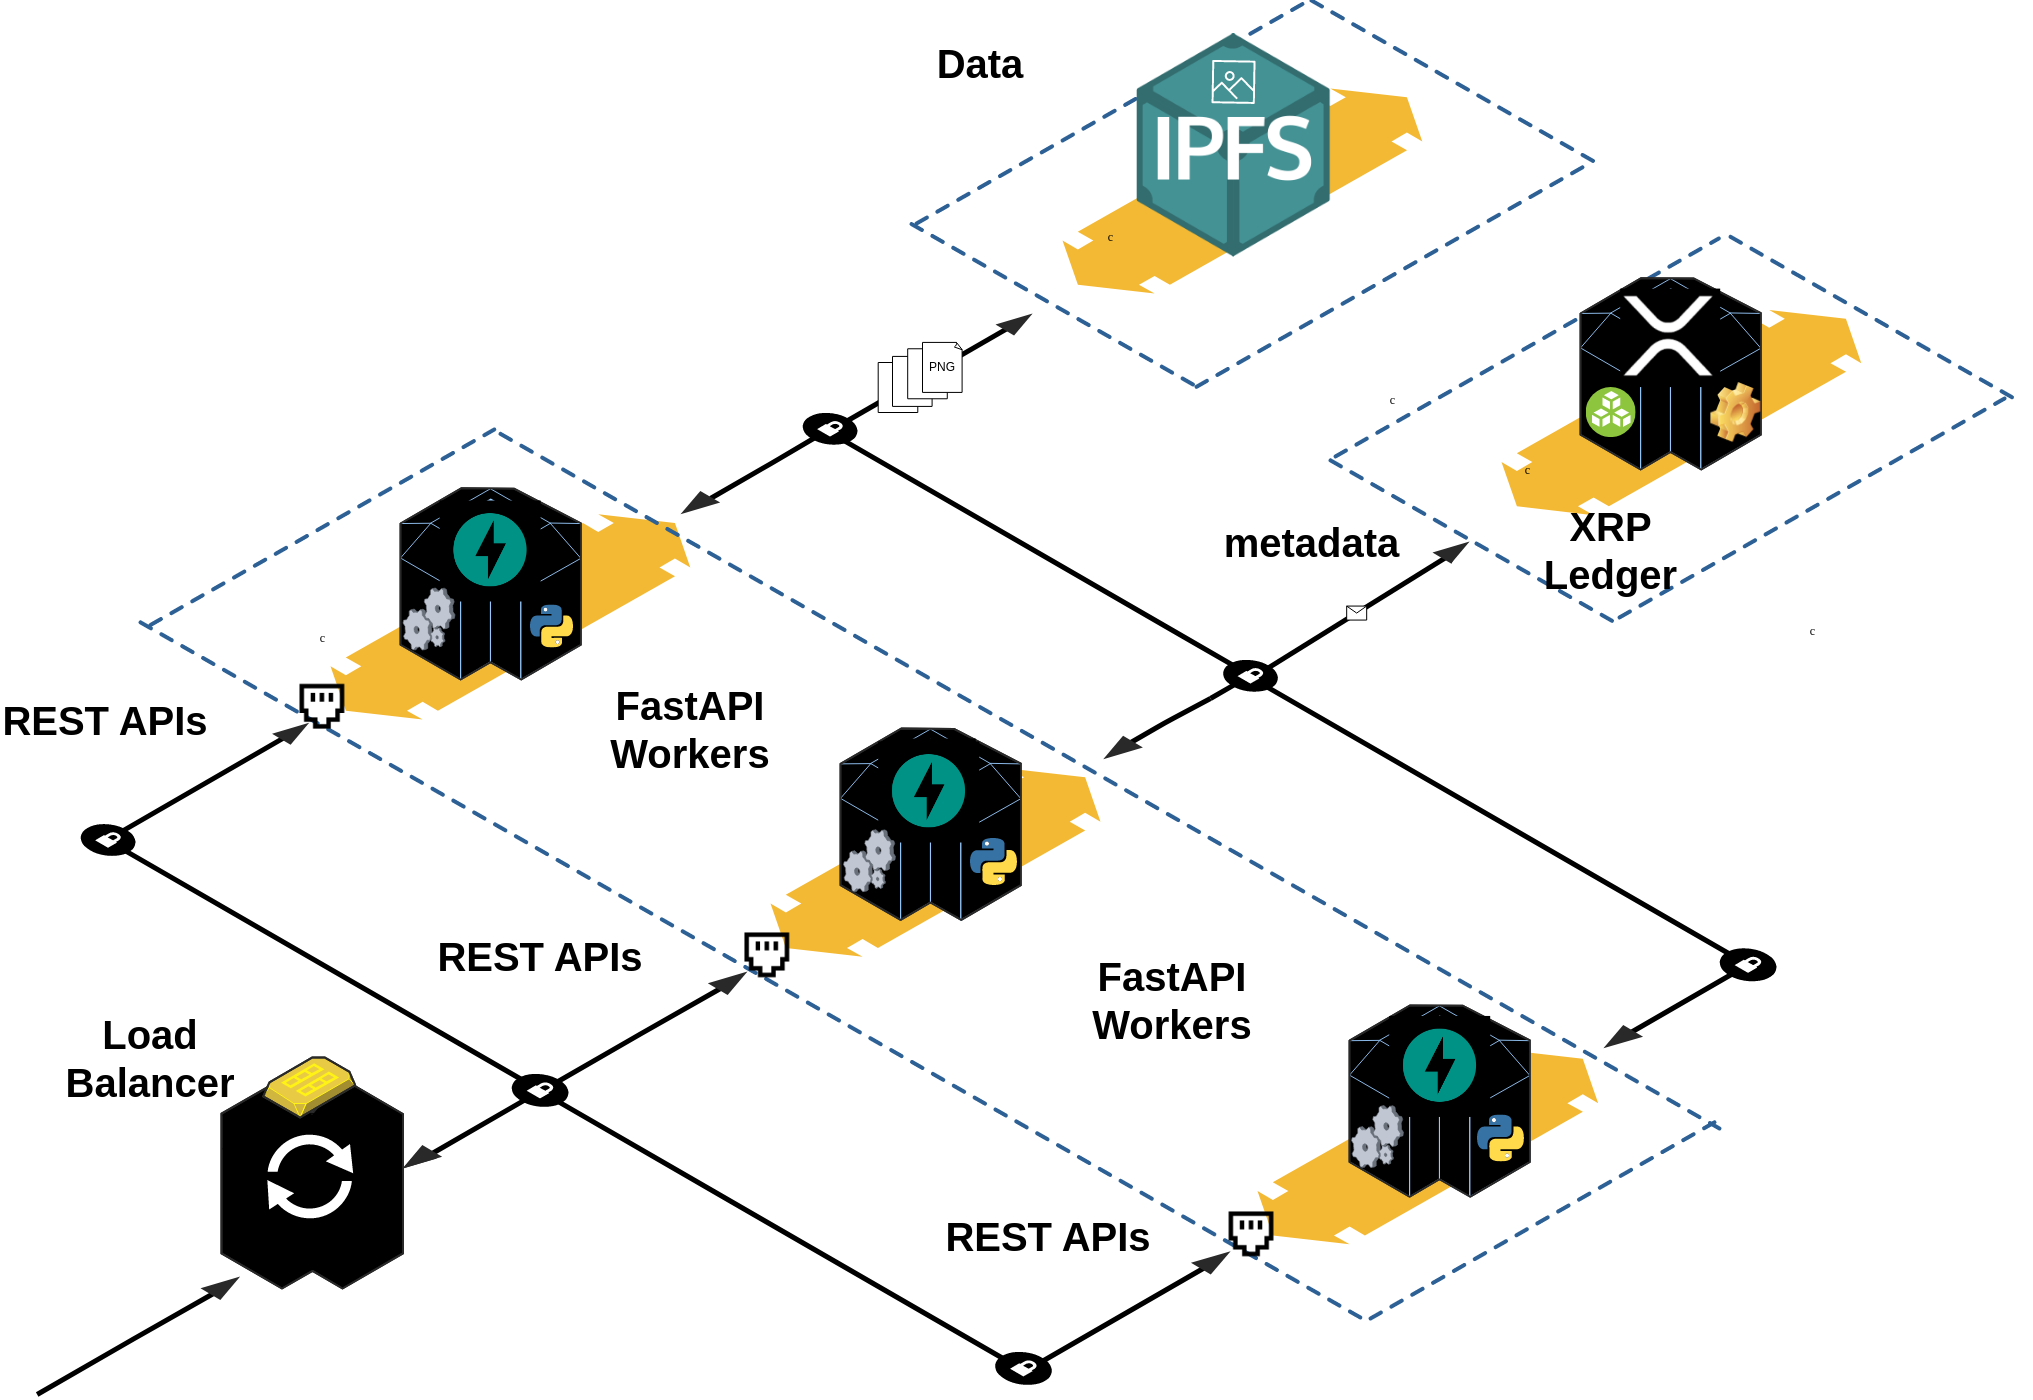 Data
IPFS
c
PNG
c
c
metadata
XRP
Ledger
c
c
REST APIs
FastAPI
Workers
REST APIs
FastAPI
Workers
Load
Balancer
REST APIs